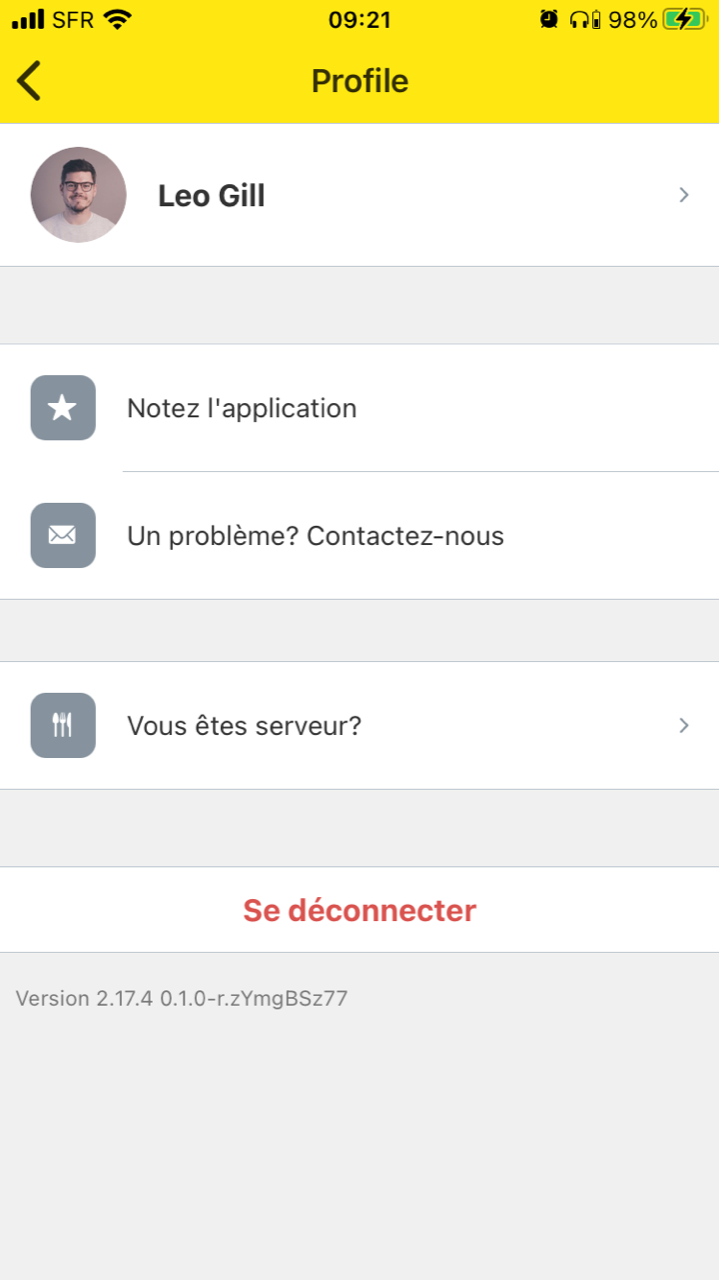 SFR 09:21 98%
Profile
Leo Gill
Notez l'application
Un problème? Contactez-nous
Vous êtes serveur?
Se déconnecter
Version 2.17.4 0.1.0-r.zYmgBSz77